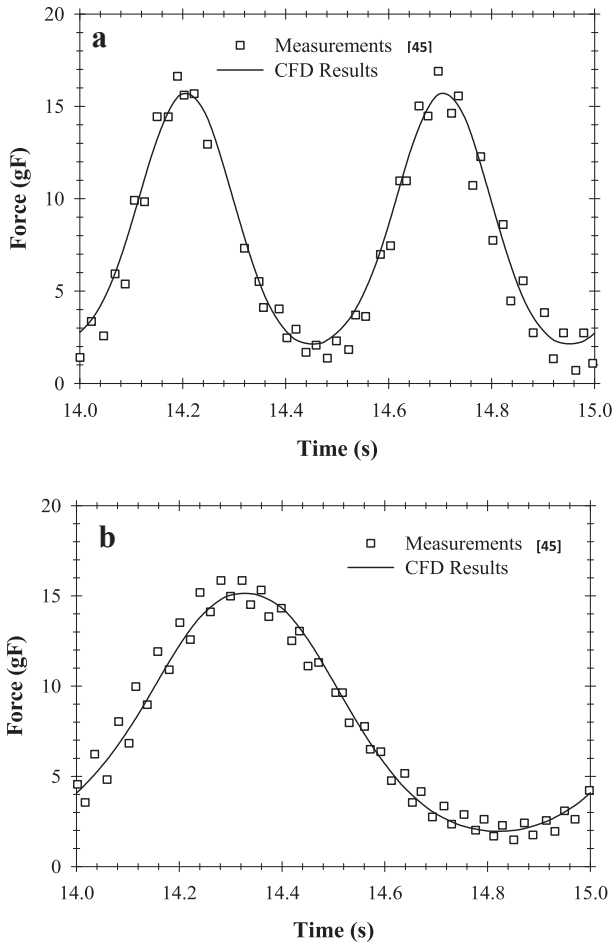 a
20
15
10
5
0
Force (gF)
Measurements [45]
CFD Results
14.0 14.2 14.4 14.6 14.8 15.0
Time (s)
b
20
15
10
5
0
Force (gF)
Measurements [45]
CFD Results
14.0 14.2 14.4 14.6 14.8 15.0
Time (s)